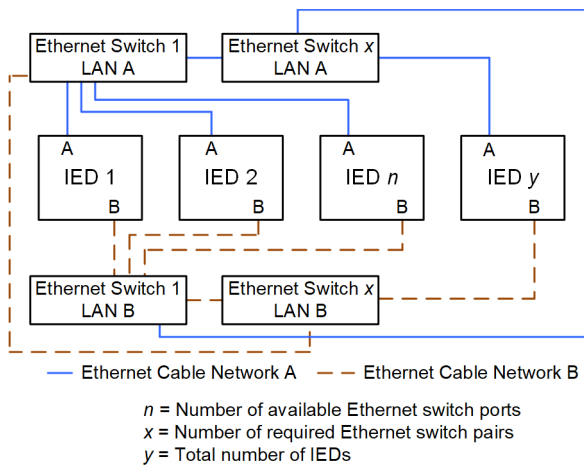 Ethernet Switch 1
LAN A
Ethernet Switch x
LAN A
A
IED 1
B
A
IED 2
B
A
IED n
B
A
IED y
B
Ethernet Switch 1
LAN B
Ethernet Switch x
LAN B
Ethernet Cable Network A
Ethernet Cable Network B
n = Number of available Ethernet switch ports
x = Number of required Ethernet switch pairs
y = Total number of IEDs